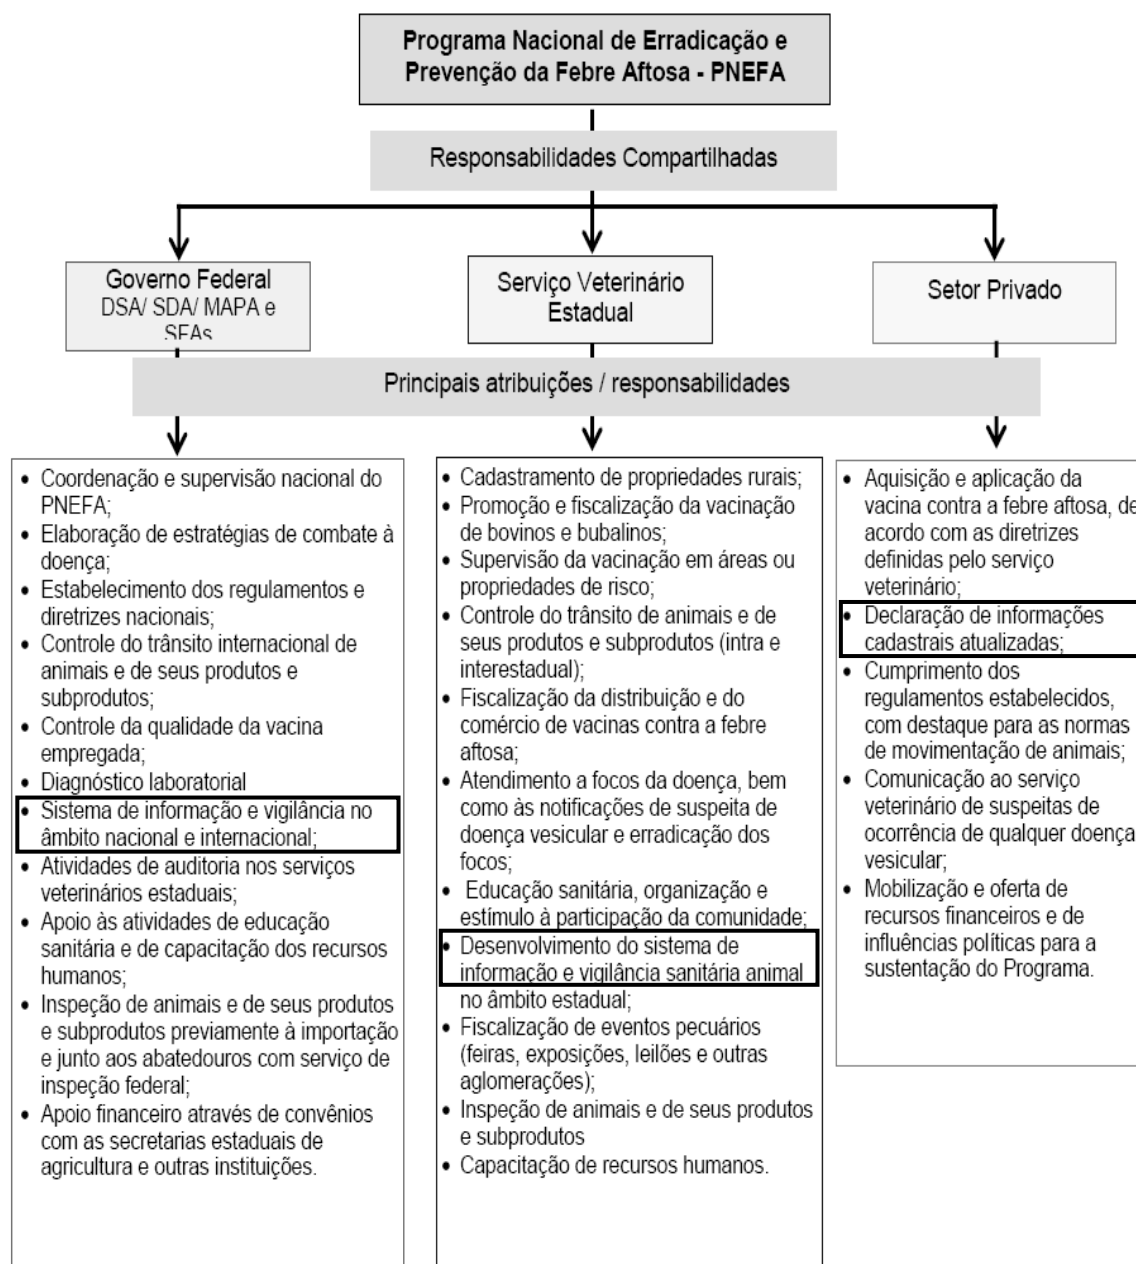 Programa Nacional de Erradicação e
Prevenção da Febre Aftosa - PNEFA
Responsabilidades Compartilhadas
Governo Federal
DSA/ SDA/ MAPA e
SFAs
Serviço Veterinário
Estadual
Setor Privado
Principais atribuições / responsabilidades
• Coordenação e supervisão nacional do
PNEFA;
• Elaboração de estratégias de combate à
doença;
• Estabelecimento dos regulamentos e
diretrizes nacionais;
• Controle do trânsito internacional de
animais e de seus produtos e
subprodutos;
• Controle da qualidade da vacina
empregada;
• Diagnóstico laboratorial
• Sistema de informação e vigilância no
âmbito nacional e internacional;
• Atividades de auditoria nos serviços
veterinários estaduais;
• Apoio às atividades de educação
sanitária e de capacitação dos recursos
humanos;
• Inspeção de animais e de seus produtos
e subprodutos previamente à importação
e junto aos abatedouros com serviço de
inspeção federal;
• Apoio financeiro através de convênios
com as secretarias estaduais de
agricultura e outras instituições.
• Cadastramento de propriedades rurais;
• Promoção e fiscalização da vacinação
de bovinos e bubalinos;
• Supervisão da vacinação em áreas ou
propriedades de risco;
• Controle do trânsito de animais e de
seus produtos e subprodutos (intra e
interestadual);
• Fiscalização da distribuição e do
comércio de vacinas contra a febre
aftosa;
• Atendimento a focos da doença, bem
como às notificações de suspeita de
doença vesicular e erradicação dos
focos;
• Educação sanitária, organização e
estímulo à participação da comunidade;
• Desenvolvimento do sistema de
informação e vigilância sanitária animal
no âmbito estadual;
• Fiscalização de eventos pecuários
(feiras, exposições, leilões e outras
aglomerações);
• Inspeção de animais e de seus produtos
e subprodutos
• Capacitação de recursos humanos.
• Aquisição e aplicação da
vacina contra a febre aftosa, de
acordo com as diretrizes
definidas pelo serviço
veterinário;
• Declaração de informações
cadastrais atualizadas;
• Cumprimento dos
regulamentos estabelecidos,
com destaque para as normas
de movimentação de animais;
• Comunicação ao serviço
veterinário de suspeitas de
ocorrência de qualquer doença
vesicular;
• Mobilização e oferta de
recursos financeiros e de
influências políticas para a
sustentação do Programa.